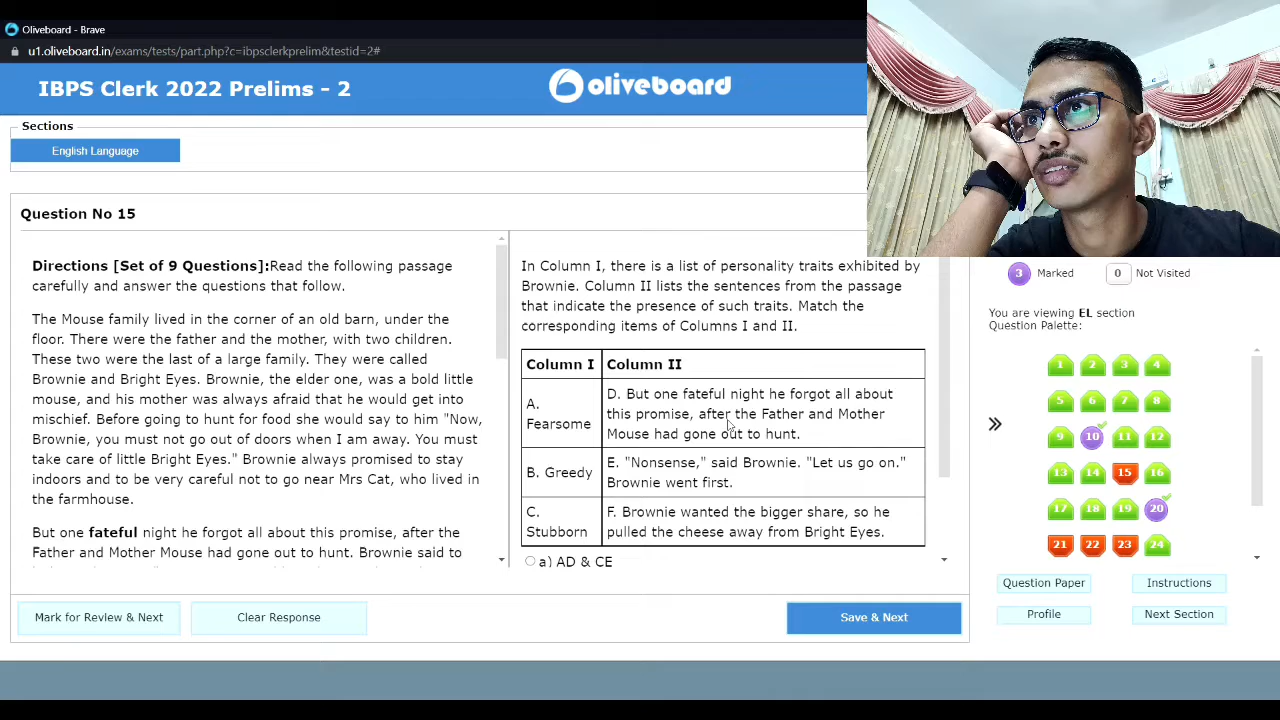 Oliveboard - Brave
u1.oliveboard.in/exams/tests/part.php?c=ibpsclerkprelim&testid=2#
IBPS Clerk 2022 Prelims - 2
oliveboard
Sections
English Language
Question No 15
Directions [Set of 9 Questions]:Read the following passage
carefully and answer the questions that follow.
The Mouse family lived in the corner of an old barn, under the
floor. There were the father and the mother, with two children.
These two were the last of a large family. They were called
Brownie and Bright Eyes. Brownie, the elder one, was a bold little
mouse, and his mother was always afraid that he would get into
mischief. Before going to hunt for food she would say to him "Now,
Brownie, you must not go out of doors when I am away. You must
take care of little Bright Eyes." Brownie always promised to stay
indoors and to be very careful not to go near Mrs Cat, who lived in
the farmhouse.
But one fateful night he forgot all about this promise, after the
Father and Mother Mouse had gone out to hunt. Brownie said to
In Column I, there is a list of personality traits exhibited by
Brownie. Column II lists the sentences from the passage
that indicate the presence of such traits. Match the
corresponding items of Columns I and II.
Column I Column II
A. Fearsome
D. But one fateful night he forgot all about
this promise, after the Father and Mother
Mouse had gone out to hunt.
B. Greedy
E. "Nonsense," said Brownie. "Let us go on."
Brownie went first.
C. Stubborn
F. Brownie wanted the bigger share, so he
pulled the cheese away from Bright Eyes.
a) AD & CE
Mark for Review & Next
Clear Response
Save & Next
3 Marked 0 Not Visited
You are viewing EL section
Question Palette:
1 2 3 4
5 6 7 8
9 10 11 12
13 14 15 16
17 18 19 20
21 22 23 24
Question Paper Instructions
Profile Next Section